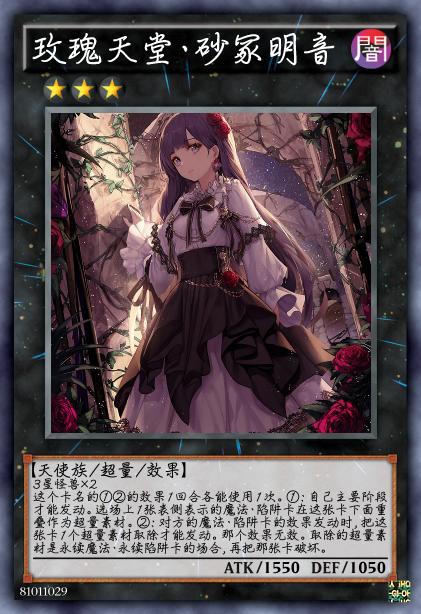 玫瑰天堂·砂冢明音 闇
【天使族/超量/效果】
3星怪兽×2
这个卡名的①②的效果1回合各能使用1次。①:自己主要阶段
才能发动。选场上1张表侧表示的魔法·陷阱卡在这张卡下面重
叠作为超量素材。②:对方的魔法·陷阱卡的效果发动时,把这
张卡1个超量素材取除才能发动。那个效果无效。取除的超量素
材是永续魔法·永续陷阱卡的场合,再把那卡破坏。
ATK/1550 DEF/1050
81011029